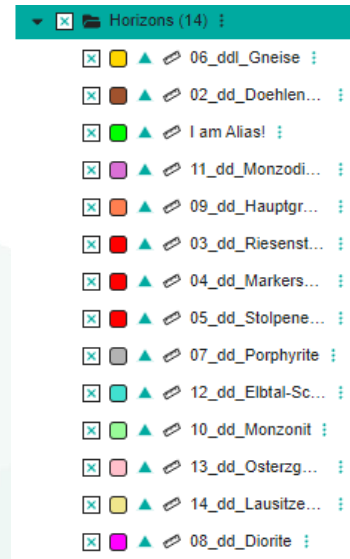 Horizons (14)
06_ddl_Gneise
02_dd_Doehlen...
I am Alias!
11_dd_Monzodi...
09_dd_Hauptgr...
03_dd_Riesenst...
04_dd_Markers...
05_dd_Stolpene...
07_dd_Porphyrite
12_dd_Elbtal-Sc...
10_dd_Monzonit
13_dd_Osterzg...
14_dd_Lausitze...
08_dd_Diorite